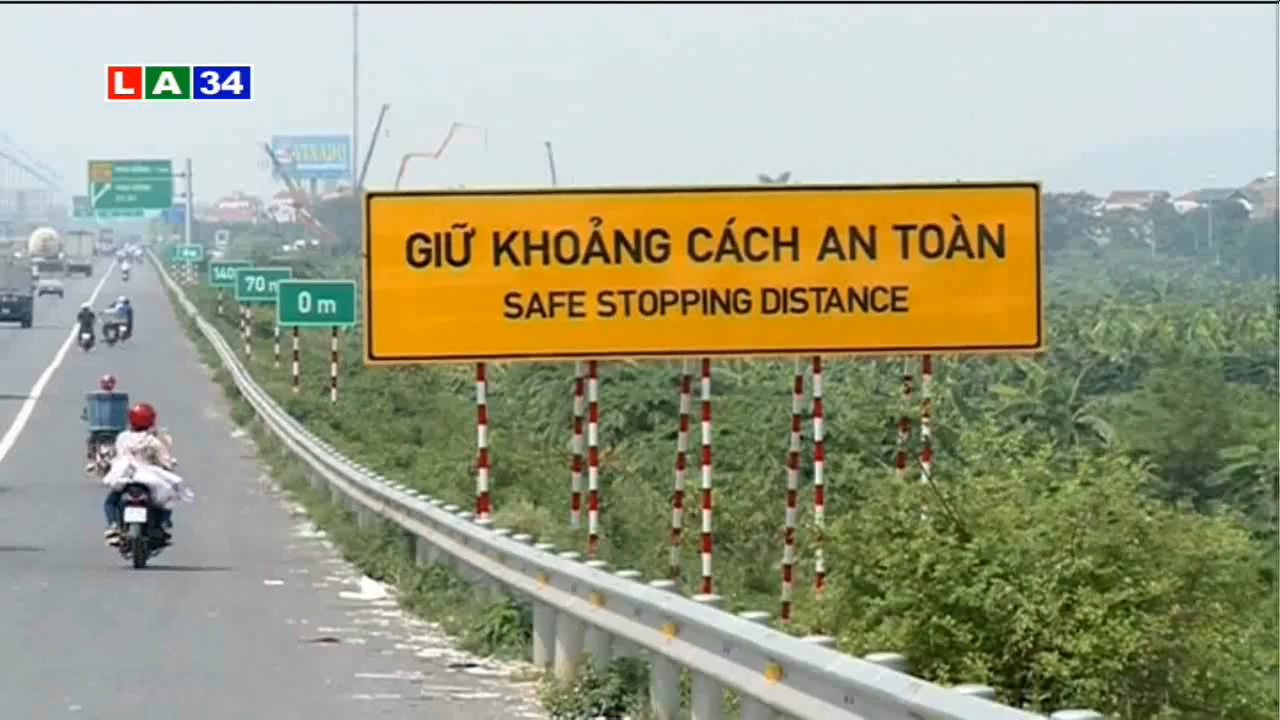 LA34
GIỮ KHOẢNG CÁCH AN TOÀN
SAFE STOPPING DISTANCE
0 m
70 m
140